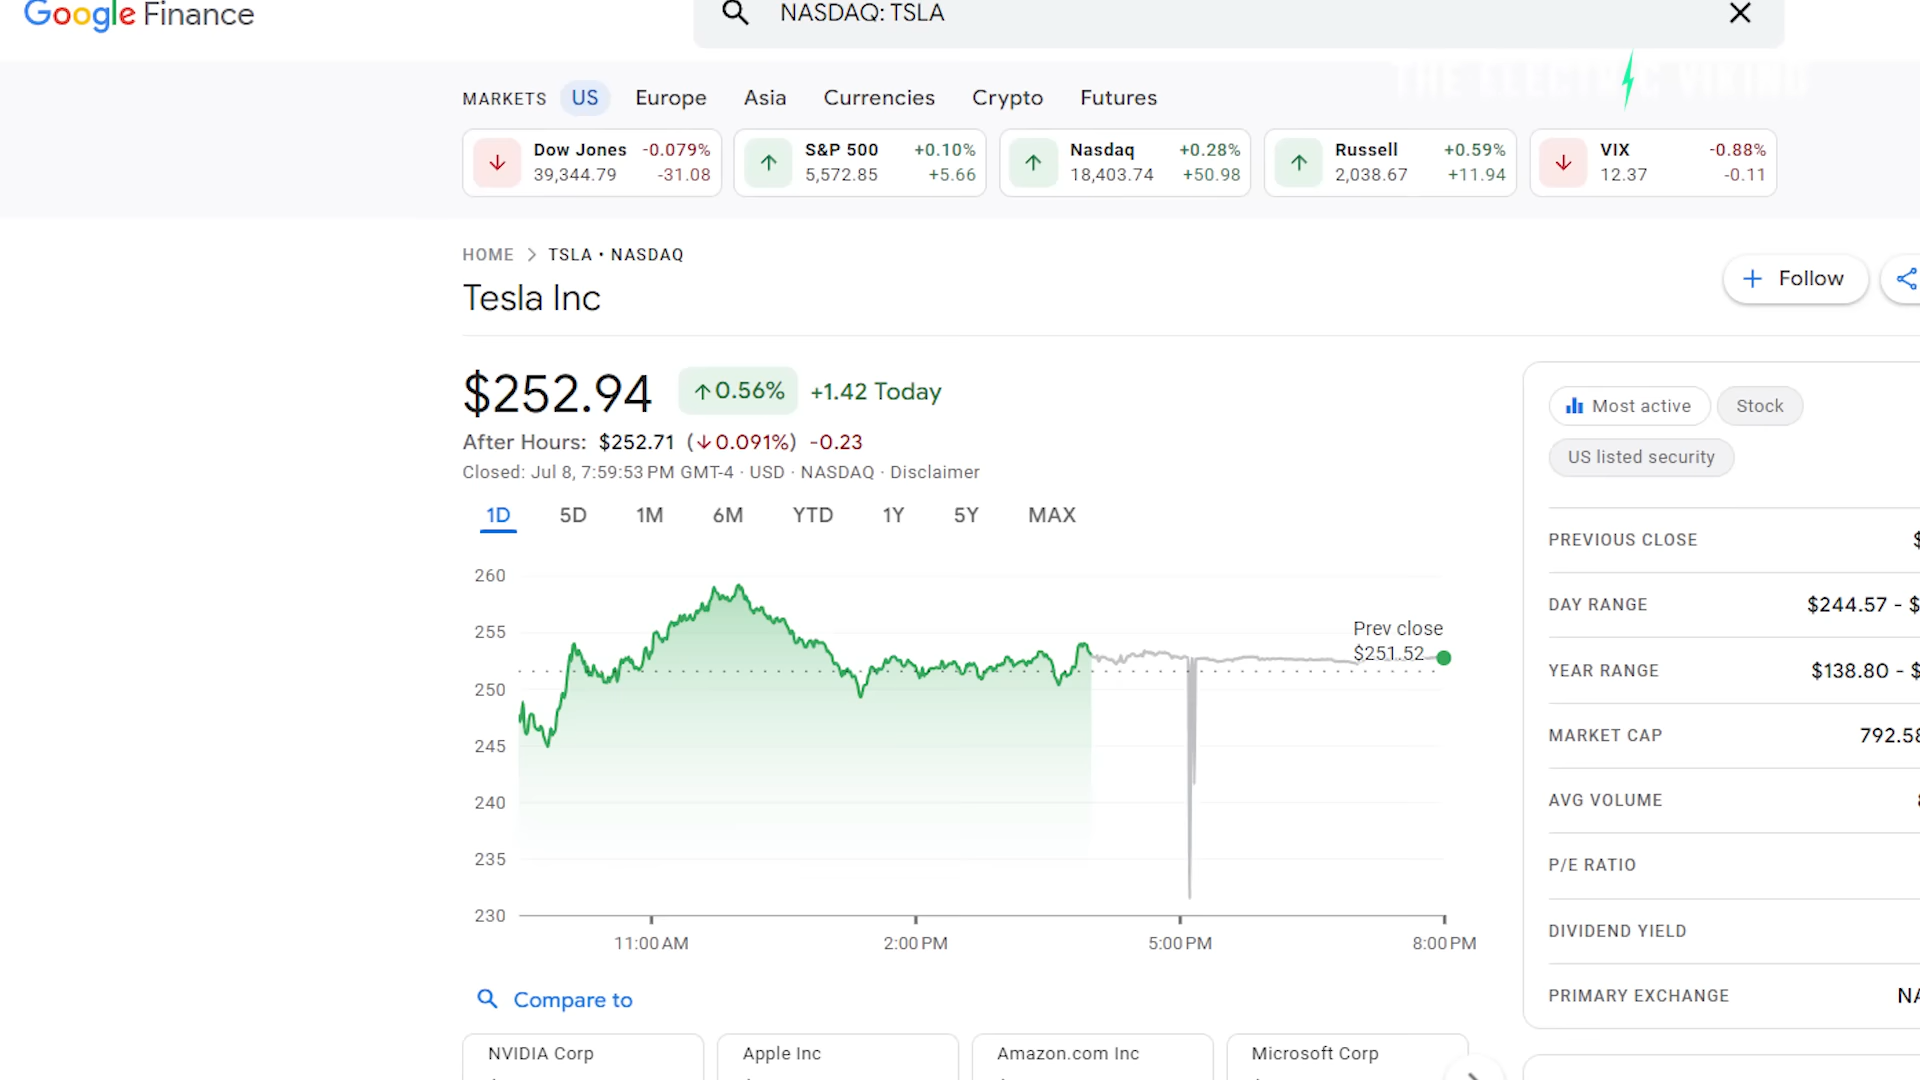 Google Finance
NASDAQ: TSLA
THE ELECTRIC VIKING
MARKETS US Europe Asia Currencies Crypto Futures
Dow Jones -0.079%
39,344.79 -31.08
S&P 500 +0.10%
5,572.85 +5.66
Nasdaq +0.28%
18,403.74 +50.98
Russell +0.59%
2,038.67 +11.94
VIX -0.88%
12.37 -0.11
HOME > TSLA • NASDAQ
Tesla Inc
Follow
$252.94 ↑0.56% +1.42 Today
After Hours: $252.71 (↓0.091%) -0.23
Closed: Jul 8, 7:59:53 PM GMT-4 · USD · NASDAQ · Disclaimer
1D 5D 1M 6M YTD 1Y 5Y MAX
260
255
250
245
240
235
230
Prev close
$251.52
11:00 AM 2:00 PM 5:00 PM 8:00 PM
Compare to
NVIDIA Corp
Apple Inc
Amazon.com Inc
Microsoft Corp
Most active Stock
US listed security
PREVIOUS CLOSE $
DAY RANGE $244.57 - $
YEAR RANGE $138.80 - $
MARKET CAP 792.58
AVG VOLUME
P/E RATIO
DIVIDEND YIELD
PRIMARY EXCHANGE NA